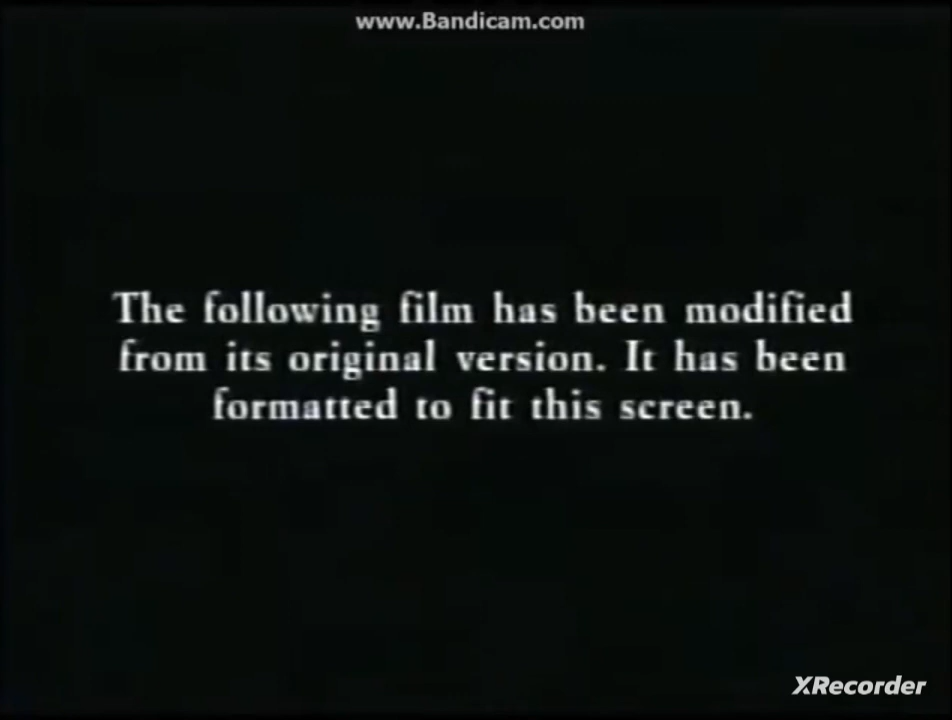 www.Bandicam.com
The following film has been modified
from its original version. It has been
formatted to fit this screen.
XRecorder